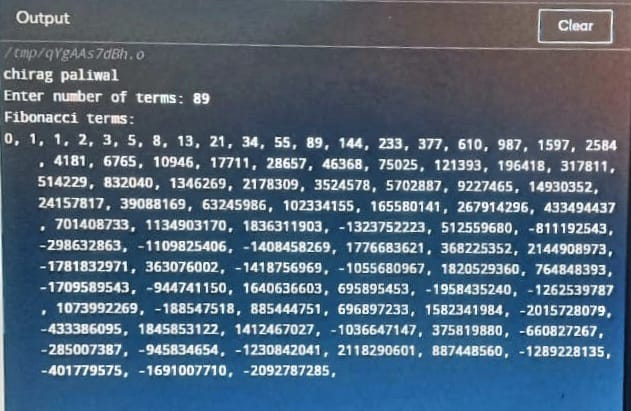 Output
Clear
/tmp/qYgAAs7dBh.o
chirag paliwal
Enter number of terms: 89
Fibonacci terms:
0, 1, 1, 2, 3, 5, 8, 13, 21, 34, 55, 89, 144, 233, 377, 610, 987, 1597, 2584
, 4181, 6765, 10946, 17711, 28657, 46368, 75025, 121393, 196418, 317811,
514229, 832040, 1346269, 2178309, 3524578, 5702887, 9227465, 14930352,
24157817, 39088169, 63245986, 102334155, 165580141, 267914296, 433494437
, 701408733, 1134903170, 1836311903, -1323752223, 512559680, -811192543,
-298632863, -1109825406, -1408458269, 1776683621, 368225352, 2144908973,
-1781832971, 363076002, -1418756969, -1055680967, 1820529360, 764848393,
-1709589543, -944741150, 1640636603, 695895453, -1958435240, -1262539787
, 1073992269, -188547518, 885444751, 696897233, 1582341984, -2015728079,
-433386095, 1845853122, 1412467027, -1036647147, 375819880, -660827267,
-285007387, -945834654, -1230842041, 2118290601, 887448560, -1289228135,
-401779575, -1691007710, -2092787285,